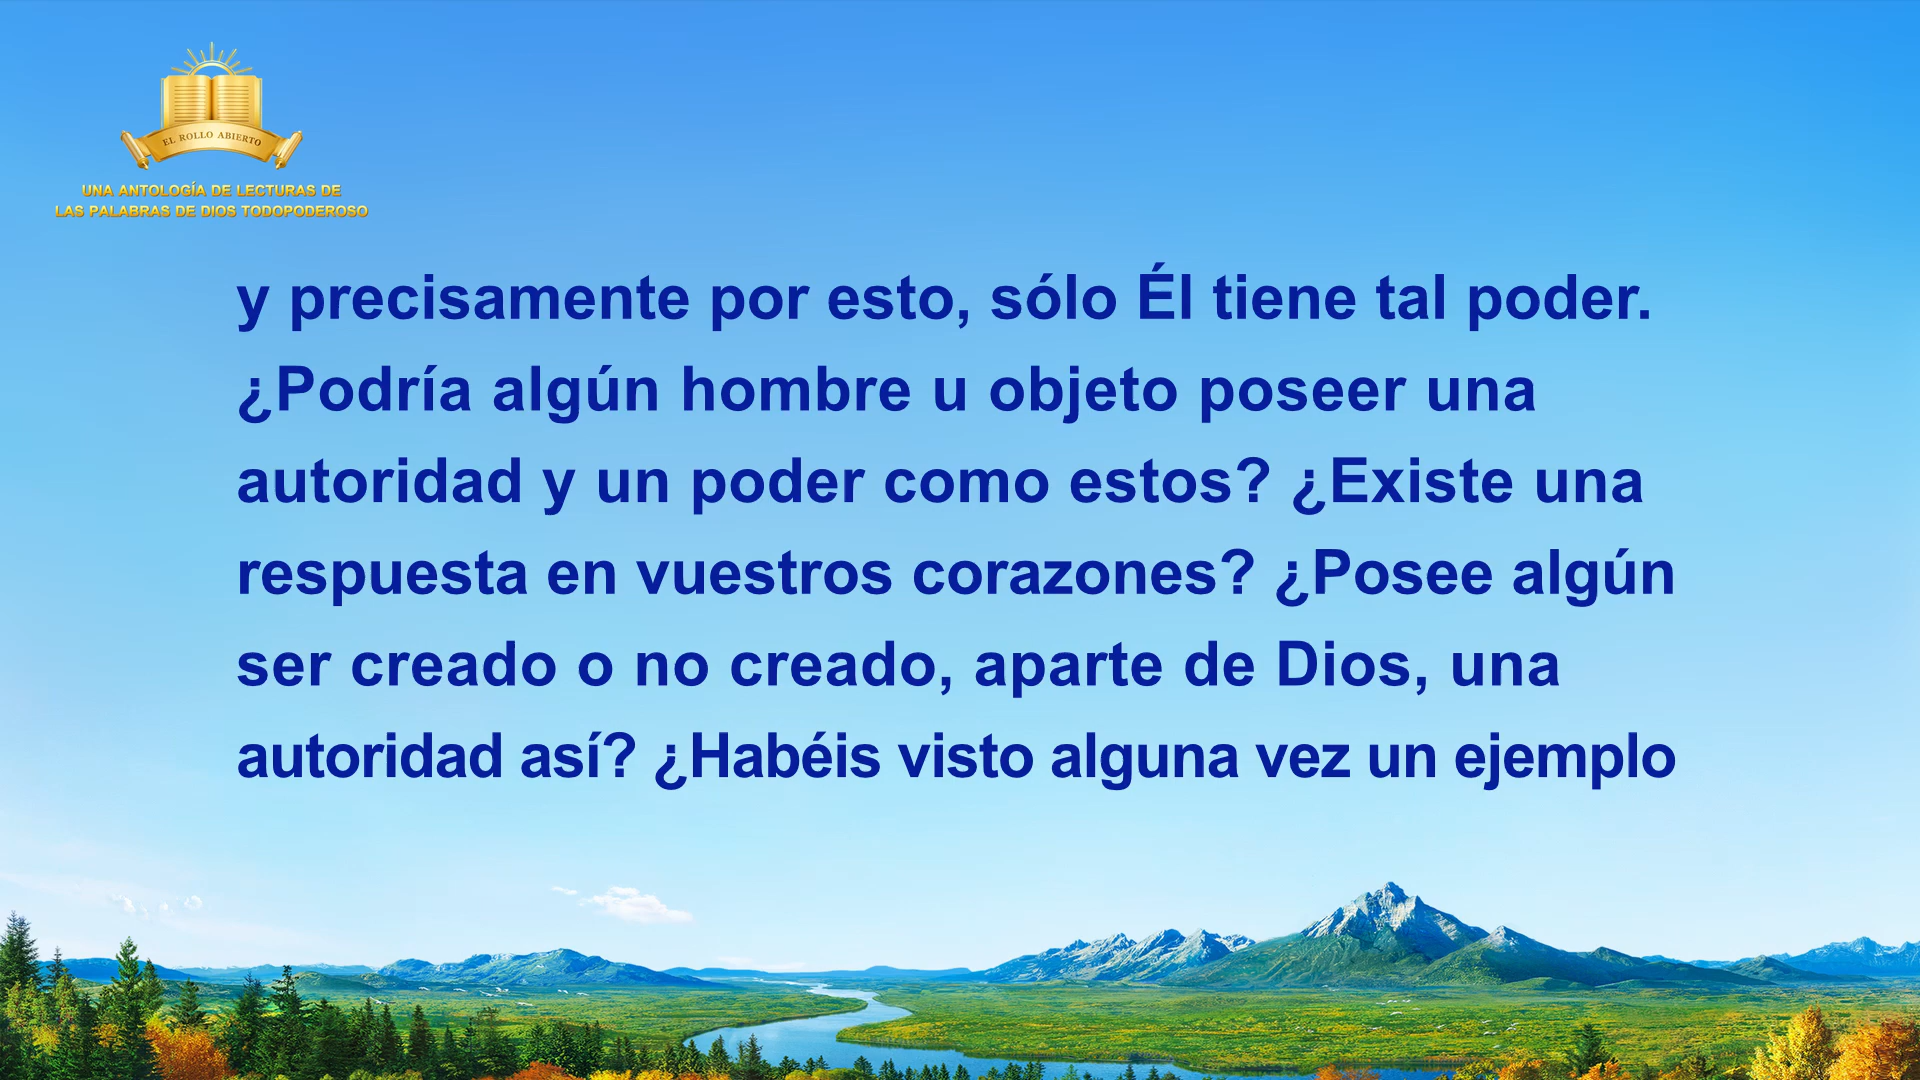 EL ROLLO ABIERTO
UNA ANTOLOGÍA DE LECTURAS DE
LAS PALABRAS DE DIOS TODOPODEROSO
y precisamente por esto, sólo Él tiene tal poder.
¿Podría algún hombre u objeto poseer una
autoridad y un poder como estos? ¿Existe una
respuesta en vuestros corazones? ¿Posee algún
ser creado o no creado, aparte de Dios, una
autoridad así? ¿Habéis visto alguna vez un ejemplo